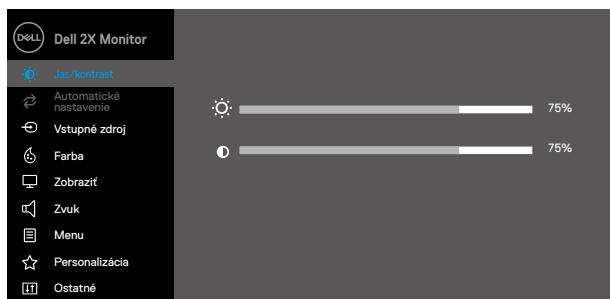 DELL Dell 2X Monitor
Jas/kontrast
Automatické
nastavenie
75%
Vstupné zdroj
75%
Farba
Zobraziť
Zvuk
Menu
Personalizácia
Ostatné